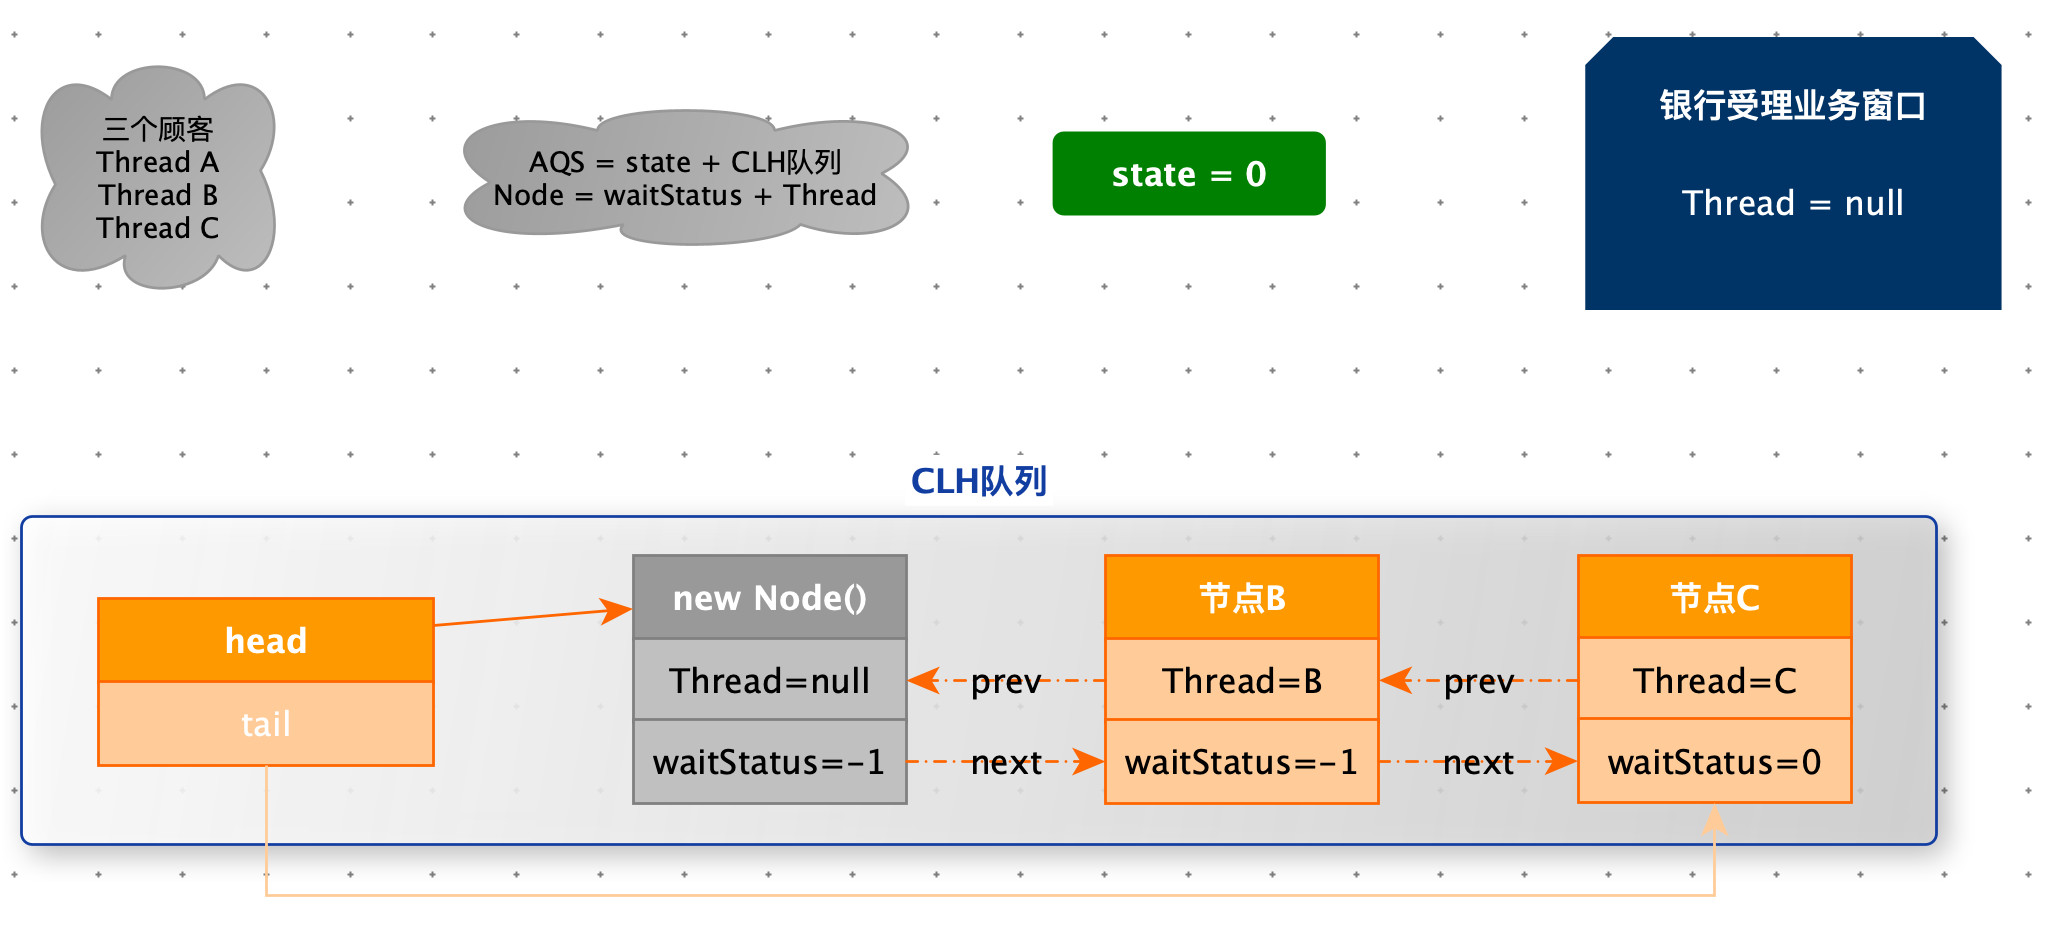 三个顾客
Thread A
Thread B
Thread C
AQS = state + CLH队列
Node = waitStatus + Thread
state = 0
银行受理业务窗口
Thread = null
CLH队列
head
tail
new Node()
Thread=null
waitStatus=-1
prev
next
节点B
Thread=B
waitStatus=-1
prev
next
节点C
Thread=C
waitStatus=0